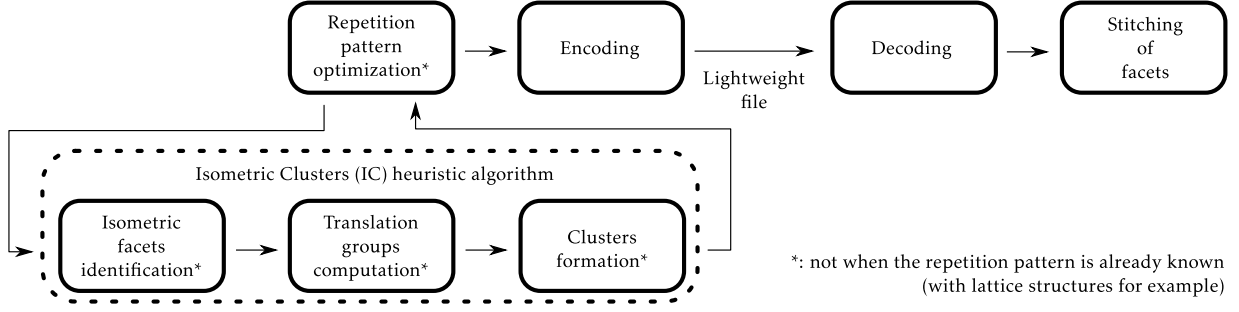 Repetition
pattern
optimization*
Encoding
Lightweight
file
Decoding
Stitching
of
facets
Isometric Clusters (IC) heuristic algorithm
Isometric
facets
identification*
Translation
groups
computation*
Clusters
formation*
*: not when the repetition pattern is already known
(with lattice structures for example)